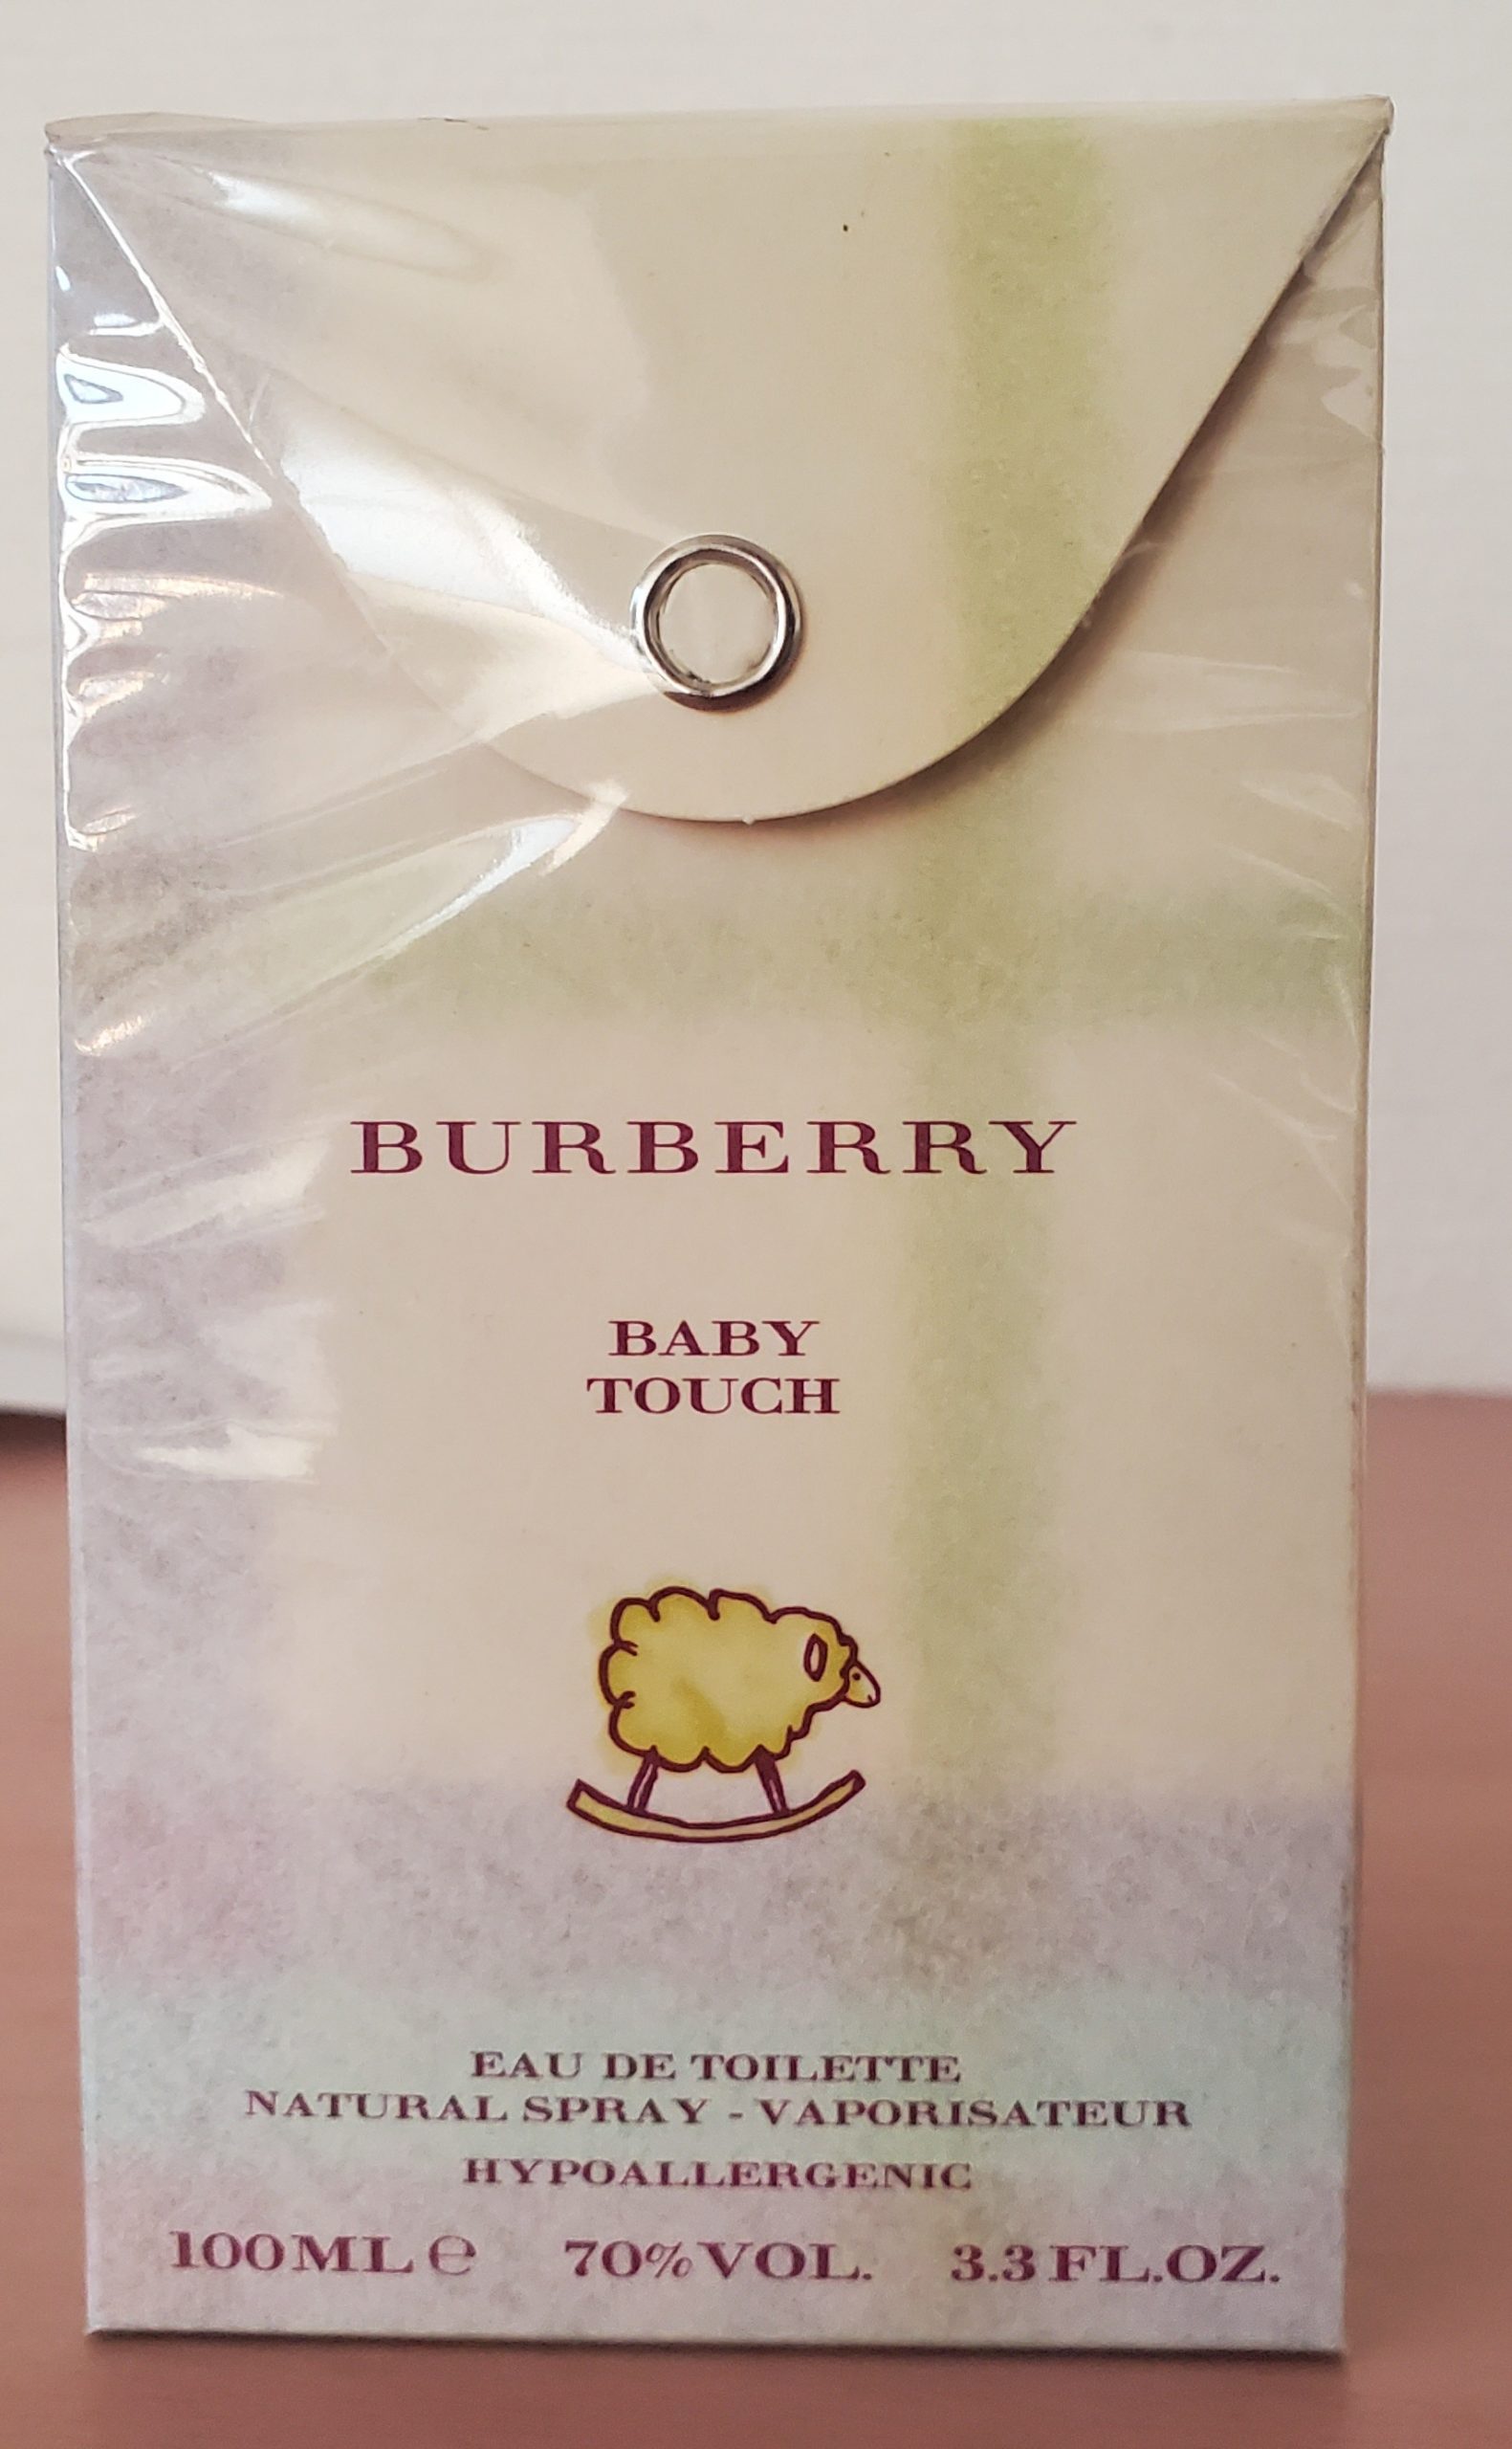 BURBERRY
BABY
TOUCH
EAU DE TOILETTE
NATURAL SPRAY - VAPORISATEUR
HYPOALLERGENIC
100ML ℮ 70% VOL. 3.3 FL.OZ.